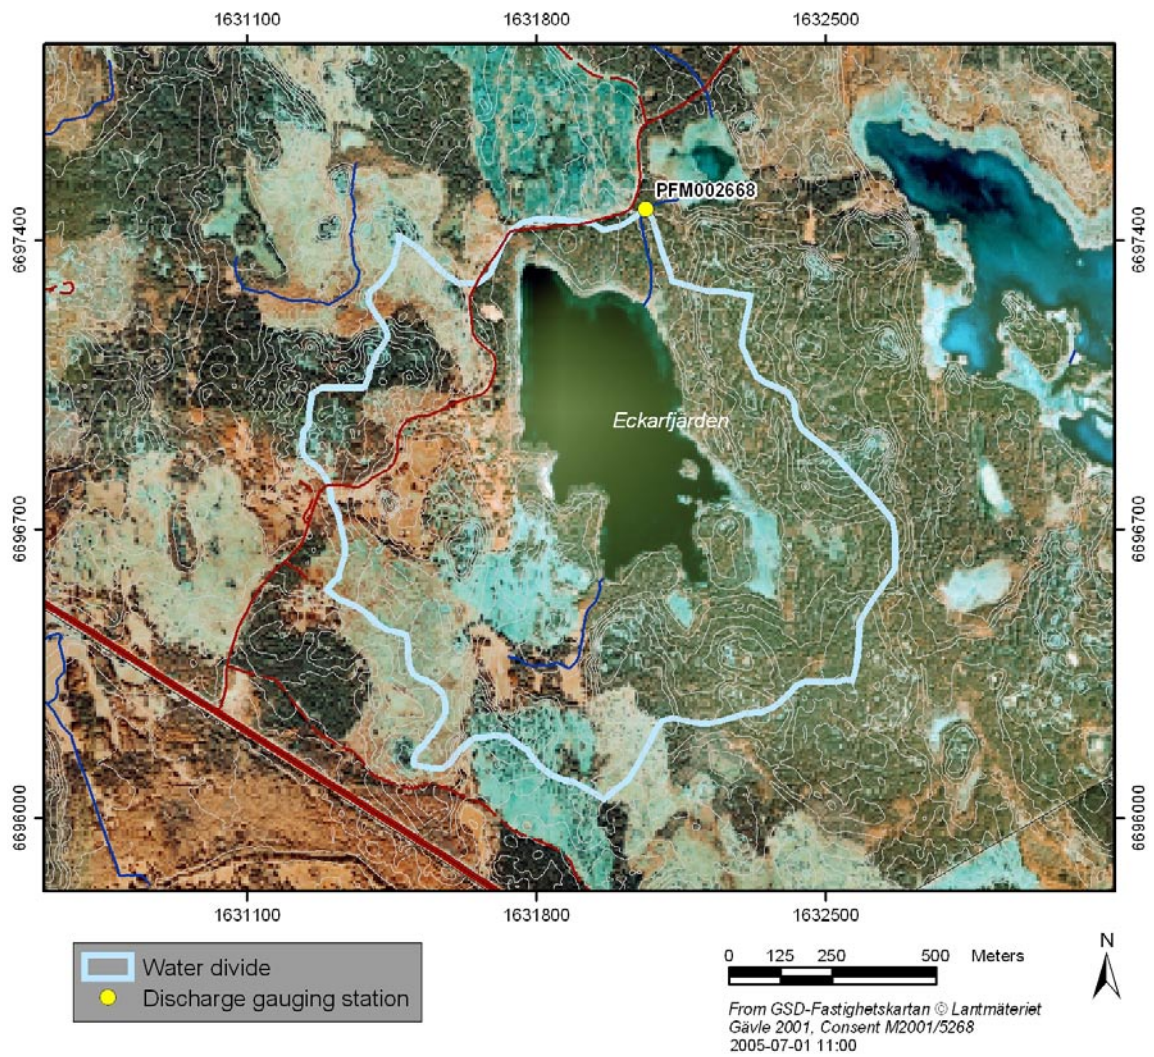 1631100
1631800
1632500
PFM002668
6697400
6697400
Eckarfjärden
6696700
6696700
6696000
6696000
1631100
1631800
1632500
Water divide
Discharge gauging station
0 125 250 500 Meters
N
From GSD-Fastighetskartan © Lantmäteriet
Gävle 2001, Consent M2001/5268
2005-07-01 11:00